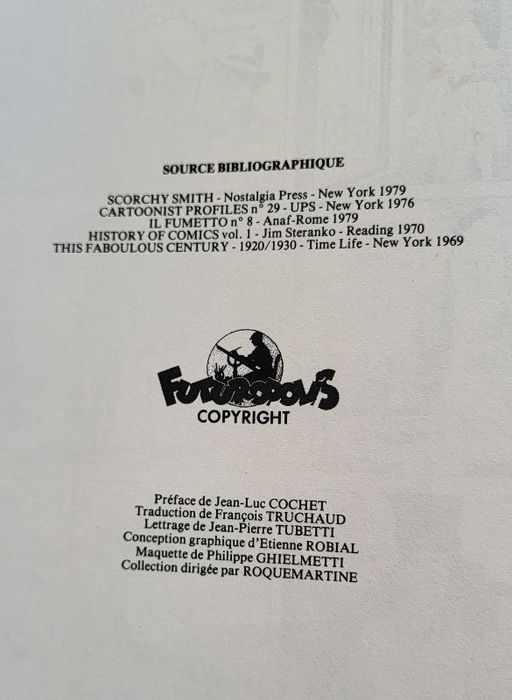 SOURCE BIBLIOGRAPHIQUE
SCORCHY SMITH - Nostalgia Press - New York 1979
CARTOONIST PROFILES n° 29 - UPS - New York 1976
IL FUMETTO n° 8 - Anaf-Rome 1979
HISTORY OF COMICS vol. 1 - Jim Steranko - Reading 1970
THIS FABOULOUS CENTURY - 1920/1930 - Time Life - New York 1969
FUTUROPOLIS
COPYRIGHT
Préface de Jean-Luc COCHET
Traduction de François TRUCHAUD
Lettrage de Jean-Pierre TUBETTI
Conception graphique d'Etienne ROBIAL
Maquette de Philippe GHIELMETTI
Collection dirigée par ROQUEMARTINE